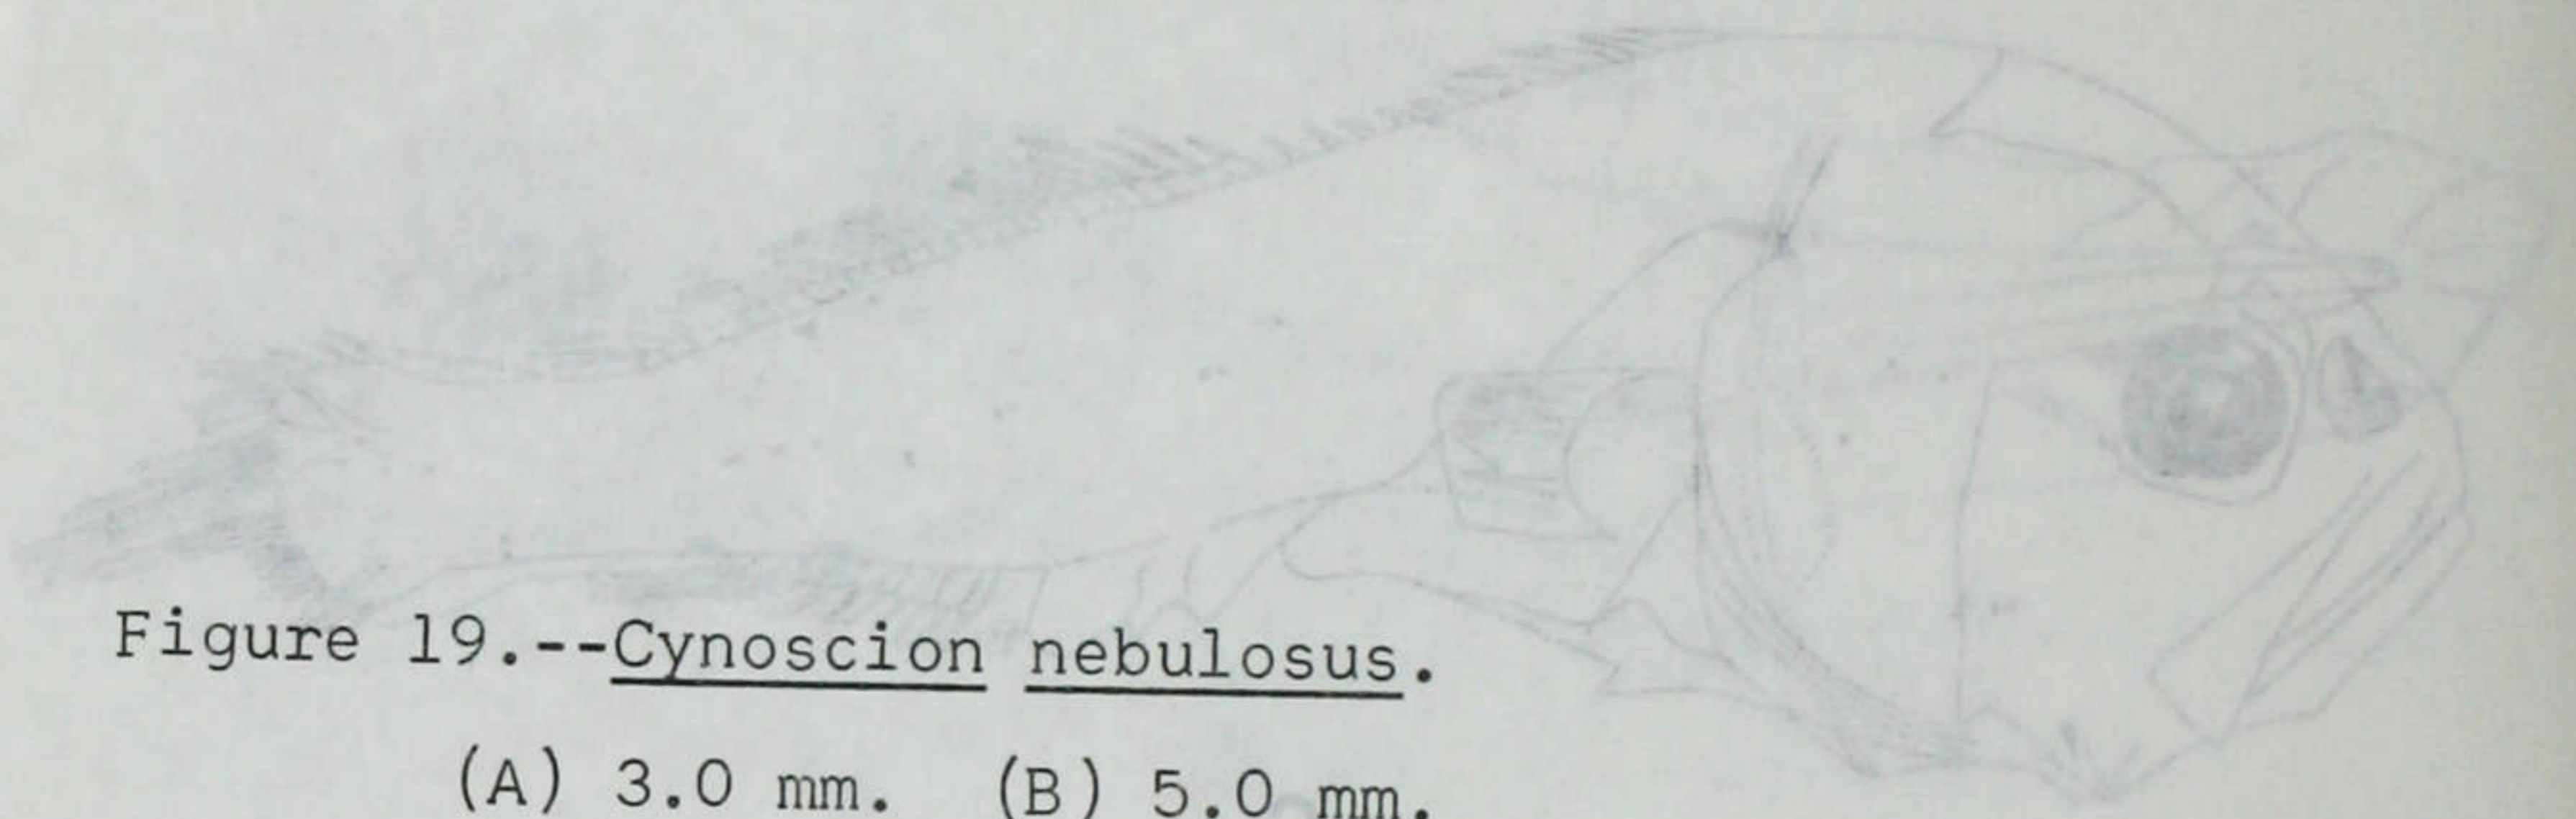 Figure 19.--Cynoscion nebulosus.
(A) 3.0 mm. (B) 5.0 mm.